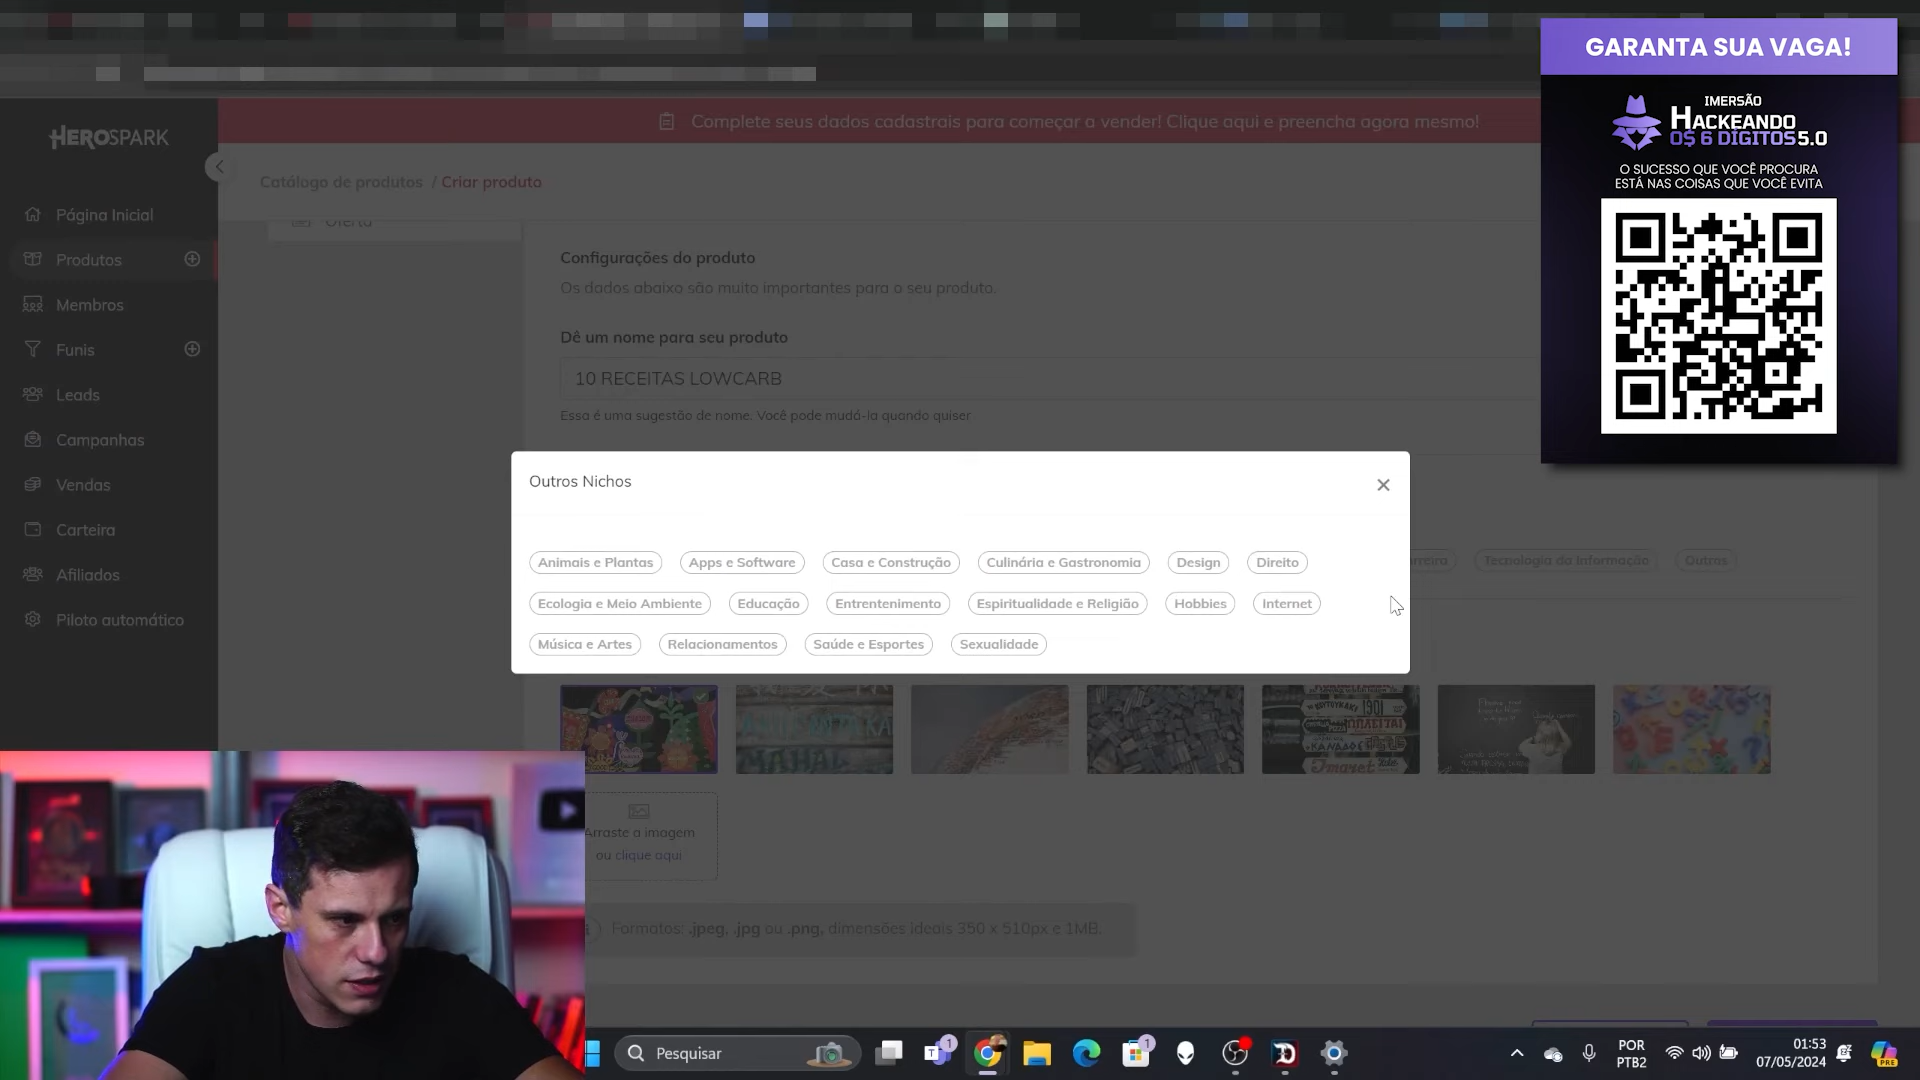 GARANTA SUA VAGA!
IMERSÃO
HACKEANDO
O$ 6 DÍGITOS 5.0
O SUCESSO QUE VOCÊ PROCURA
ESTÁ NAS COISAS QUE VOCÊ EVITA
HEROSPARK
Complete seus dados cadastrais para começar a vender! Clique aqui e preencha agora mesmo!
Catálogo de produtos / Criar produto
Página Inicial
Produtos
Membros
Funis
Leads
Campanhas
Vendas
Carteira
Afiliados
Piloto automático
Oferta
Configurações do produto
Os dados abaixo são muito importantes para o seu produto.
Dê um nome para seu produto
10 RECEITAS LOWCARB
Essa é uma sugestão de nome. Você pode mudá-la quando quiser
Outros Nichos
Animais e Plantas Apps e Software Casa e Construção Culinária e Gastronomia Design Direito
Tecnologia da Informação Outros
Ecologia e Meio Ambiente Educação Entrentenimento Espiritualidade e Religião Hobbies Internet
Música e Artes Relacionamentos Saúde e Esportes Sexualidade
Arraste a imagem
ou clique aqui
Formatos: .jpeg, .jpg ou .png, dimensões ideais 350 x 510px e 1MB.
Pesquisar
1
1
POR
PTB2
01:53
07/05/2024
PRE